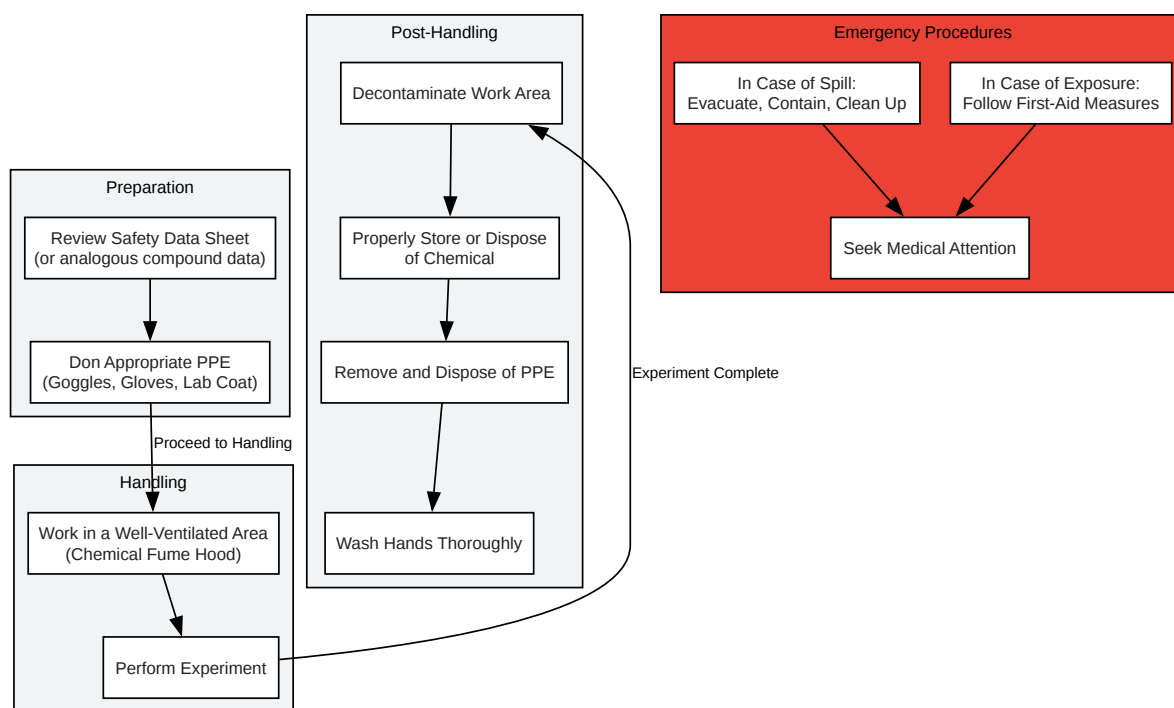 Preparation
Review Safety Data Sheet
(or analogous compound data)
Don Appropriate PPE
(Goggles, Gloves, Lab Coat)
Proceed to Handling
Handling
Work in a Well-Ventilated Area
(Chemical Fume Hood)
Perform Experiment
Experiment Complete
Post-Handling
Decontaminate Work Area
Properly Store or Dispose
of Chemical
Remove and Dispose of PPE
Wash Hands Thoroughly
Emergency Procedures
In Case of Spill:
Evacuate, Contain, Clean Up
In Case of Exposure:
Follow First-Aid Measures
Seek Medical Attention